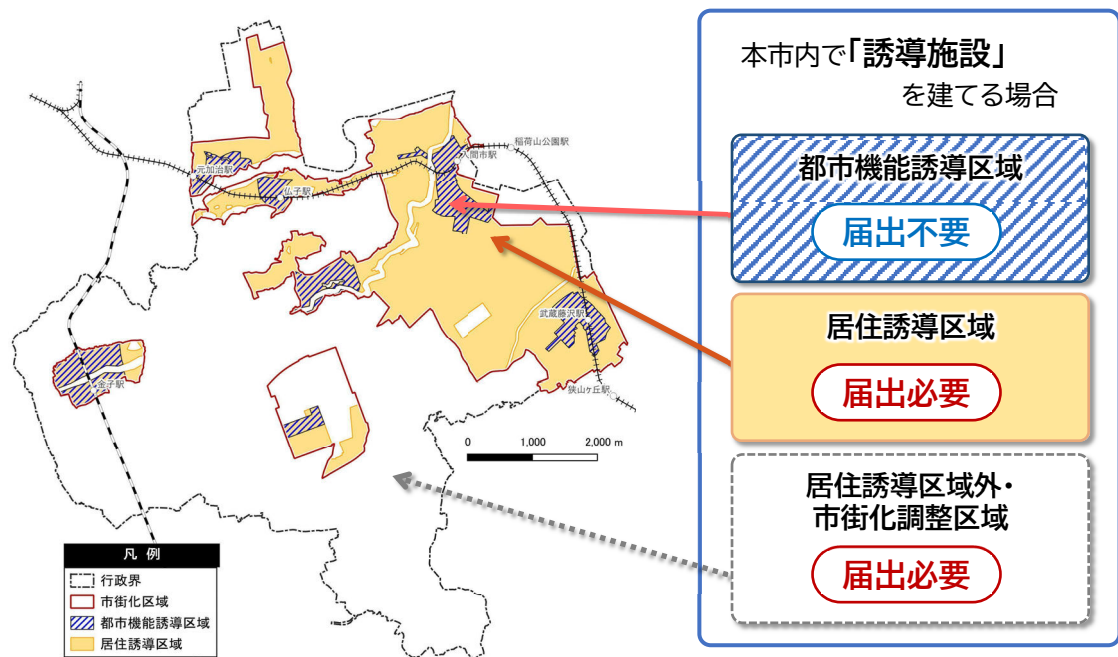 稲荷山公園駅
入間市駅
元加治駅
仏子駅
武蔵藤沢駅
金子駅
狭山ヶ丘駅
0 1,000 2,000 m
凡 例
行政界
市街化区域
都市機能誘導区域
居住誘導区域
本市内で「誘導施設」
を建てる場合
都市機能誘導区域
届出不要
居住誘導区域
届出必要
居住誘導区域外・
市街化調整区域
届出必要